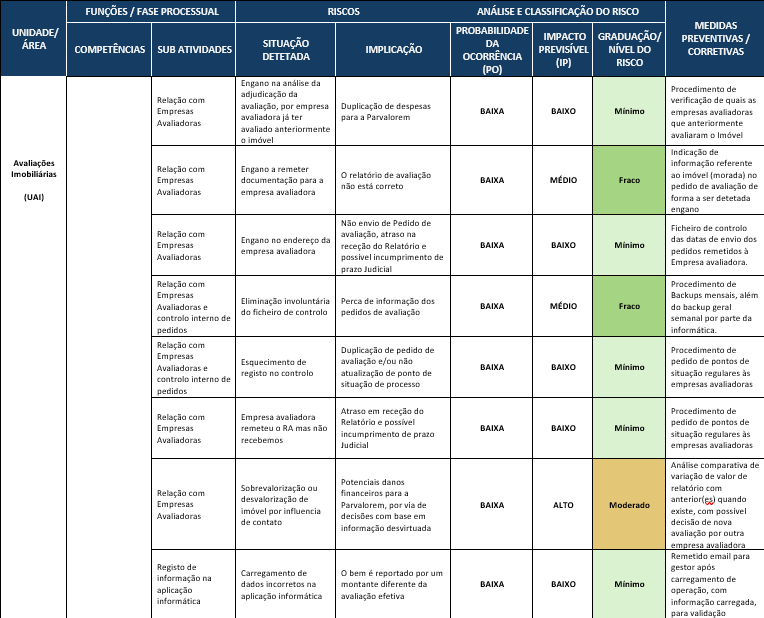 UNIDADE/
ÁREA
FUNÇÕES / FASE PROCESSUAL
RISCOS
ANÁLISE E CLASSIFICAÇÃO DO RISCO
MEDIDAS
PREVENTIVAS /
CORRETIVAS
COMPETÊNCIAS
SUB ATIVIDADES
SITUAÇÃO
DETETADA
IMPLICAÇÃO
PROBABILIDADE
DA
OCORRÊNCIA
(PO)
IMPACTO
PREVISÍVEL
(IP)
GRADUAÇÃO/
NÍVEL DO
RISCO
Avaliações
Imobiliárias
(UAI)
Relação com
Empresas
Avaliadoras
Engano na análise da
adjudicação da
avaliação, por empresa
avaliadora já ter
avaliado anteriormente
o imóvel
Duplicação de despesas
para a Parvalorem
BAIXA
BAIXO
Mínimo
Procedimento de
verificação de quais as
empresas avaliadoras
que anteriormente
avaliaram o Imóvel
Relação com
Empresas
Avaliadoras
Engano a remeter
documentação para a
empresa avaliadora
O relatório de avaliação
não está correto
BAIXA
MÉDIO
Fraco
Indicação de
informação referente
ao imóvel (morada) no
pedido de avaliação de
forma a ser detetada
engano
Relação com
Empresas
Avaliadoras
Engano no endereço da
empresa avaliadora
Não envio de Pedido de
avaliação, atraso na
receção do Relatório e
possível incumprimento de
prazo Judicial
BAIXA
BAIXO
Mínimo
Ficheiro de controlo
das datas de envio dos
pedidos remetidos à
Empresa avaliadora.
Relação com
Empresas
Avaliadoras e
controlo interno de
pedidos
Eliminação involuntária
do ficheiro de controlo
Perca de informação dos
pedidos de avaliação
BAIXA
MÉDIO
Fraco
Procedimento de
Backups mensais, além
do backup geral
semanal por parte da
informática.
Relação com
Empresas
Avaliadoras e
controlo interno de
pedidos
Esquecimento de
registo no controlo
Duplicação de pedido de
avaliação e/ou não
atualização de ponto de
situação de processo
BAIXA
BAIXO
Mínimo
Procedimento de
pedido de pontos de
situação regulares às
empresas avaliadoras
Relação com
Empresas
Avaliadoras
Empresa avaliadora
remeteu o RA mas não
recebemos
Atraso em receção do
Relatório e possível
incumprimento de prazo
Judicial
BAIXA
BAIXO
Mínimo
Procedimento de
pedido de pontos de
situação regulares às
empresas avaliadoras
Relação com
Empresas
Avaliadoras
Sobrevalorização ou
desvalorização de
imóvel por influencia
de contato
Potenciais danos
financeiros para a
Parvalorem, por via de
decisões com base em
informação desvirtuada
BAIXA
ALTO
Moderado
Análise comparativa de
variação de valor de
relatório com
anterior(es) quando
existe, com possível
decisão de nova
avaliação por outra
empresa avaliadora
Registo de
informação na
aplicação
informática
Carregamento de
dados incorretos na
aplicação informática
O bem é reportado por um
montante diferente da
avaliação efetiva
BAIXA
BAIXO
Mínimo
Remetido email para
gestor após
carregamento de
operação, com
informação carregada,
para validação